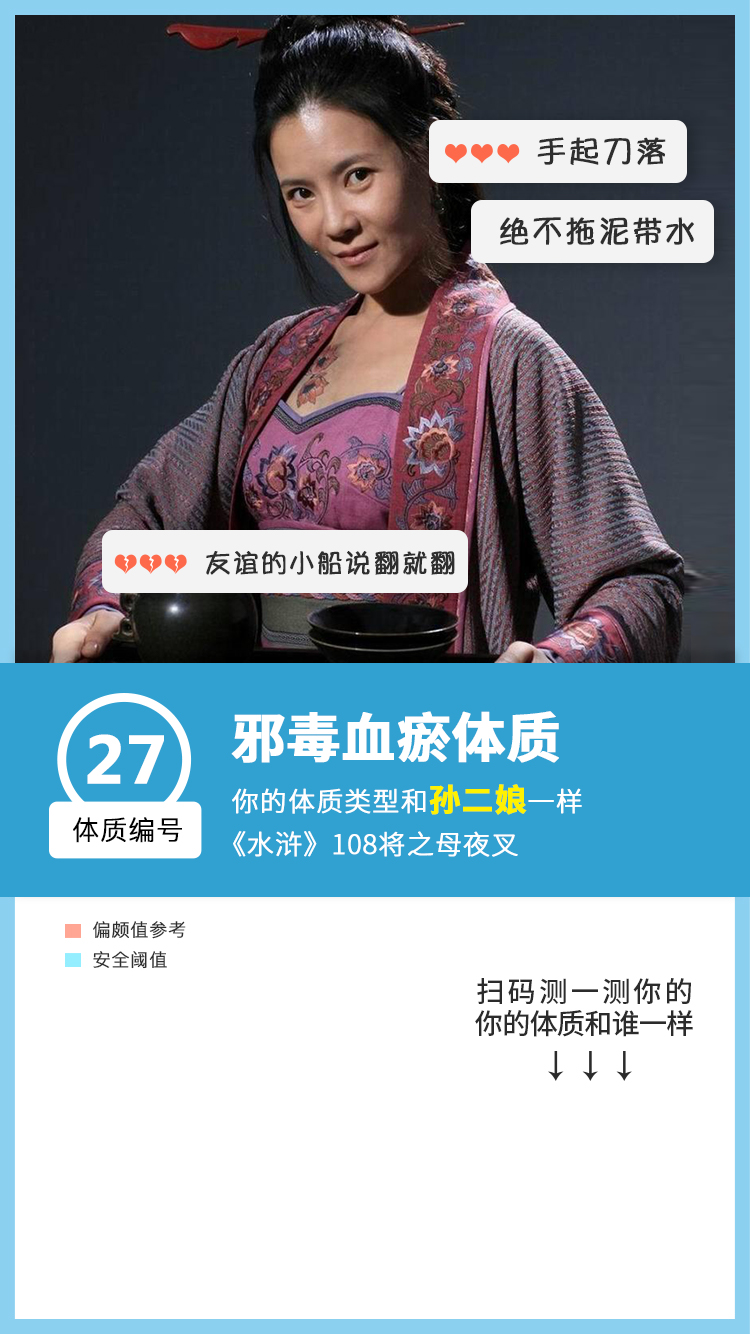 手起刀落
绝不拖泥带水
友谊的小船说翻就翻
27
体质编号
邪毒血瘀体质
你的体质类型和孙二娘一样
《水浒》108将之母夜叉
偏颇值参考
安全阈值
扫码测一测你的
你的体质和谁一样
↓ ↓ ↓